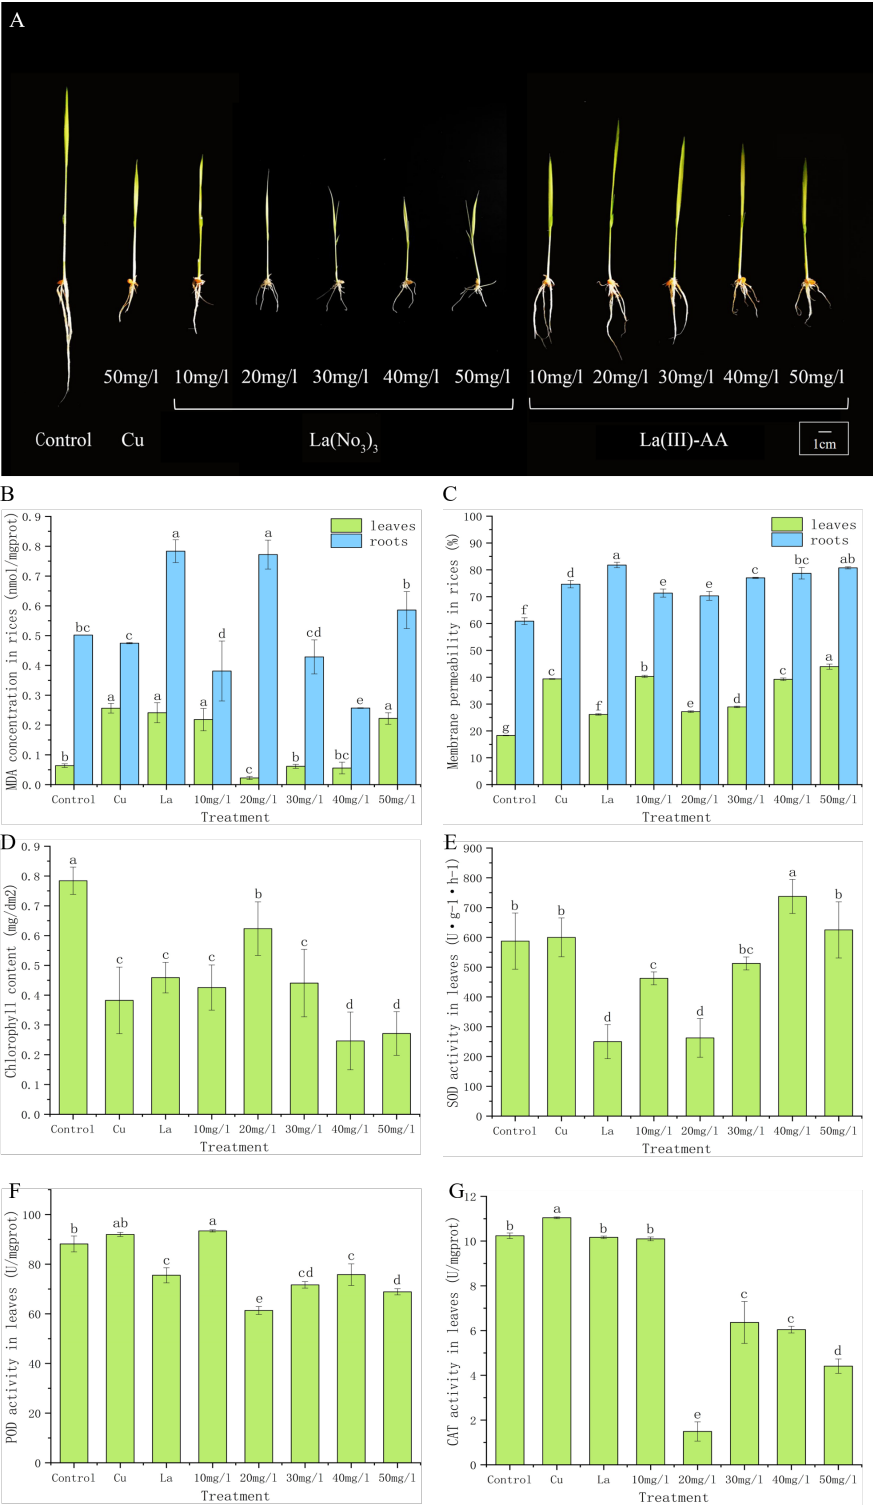 A
50mg/l 10mg/l 20mg/l 30mg/l 40mg/l 50mg/l 10mg/l 20mg/l 30mg/l 40mg/l 50mg/l
Control Cu La(No3)3 La(III)-AA 1cm
B
MDA concentration in rices (nmol/mgprot)
0.9
0.8
0.7
0.6
0.5
0.4
0.3
0.2
0.1
0.0
leaves
roots
b bc a c a a a d c a b cd bc e a b
Control Cu La 10mg/l 20mg/l 30mg/l 40mg/l 50mg/l
Treatment
C
Membrane permeability in rices (%)
100
90
80
70
60
50
40
30
20
10
0
leaves
roots
g f c d f a b e e e d c c bc a ab
Control Cu La 10mg/l 20mg/l 30mg/l 40mg/l 50mg/l
Treatment
D
Chlorophyll content (mg/dm2)
0.9
0.8
0.7
0.6
0.5
0.4
0.3
0.2
0.1
0.0
a c c c b c d d
Control Cu La 10mg/l 20mg/l 30mg/l 40mg/l 50mg/l
Treatment
E
SOD activity in leaves (U•g-1•h-1)
900
800
700
600
500
400
300
200
100
0
b b d c d bc a b
Control Cu La 10mg/l 20mg/l 30mg/l 40mg/l 50mg/l
Treatment
F
POD activity in leaves (U/mgprot)
100
80
60
40
20
0
b ab c a e cd c d
Control Cu La 10mg/l 20mg/l 30mg/l 40mg/l 50mg/l
Treatment
G
CAT activity in leaves (U/mgprot)
12
10
8
6
4
2
0
b a b b e c c d
Control Cu La 10mg/l 20mg/l 30mg/l 40mg/l 50mg/l
Treatment